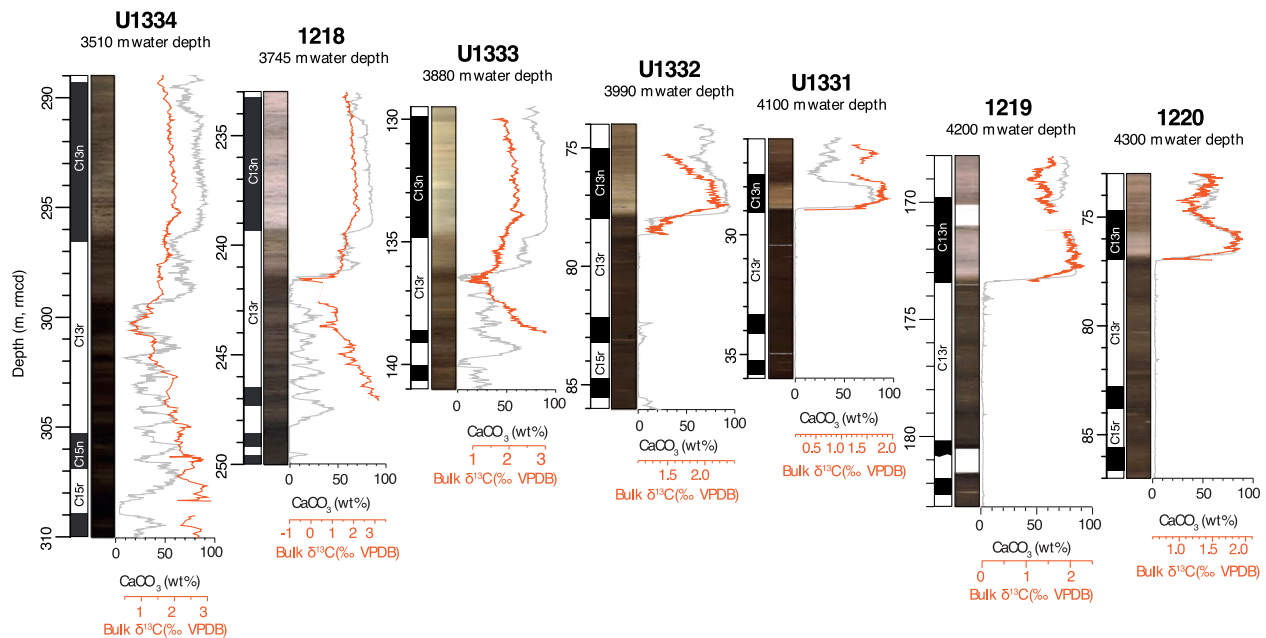 U1334
3510 m water depth
Depth (m, rmcd)
290
295
300
305
310
C13n
C13r
C15n
C15r
0 50 100
CaCO3 (wt%)
1 2 3
Bulk δ13C(‰ VPDB)
1218
3745 m water depth
235
240
245
250
C13n
C13r
0 50 100
CaCO3 (wt%)
-1 0 1 2 3
Bulk δ13C(‰ VPDB)
U1333
3880 m water depth
130
135
140
C13n
C13r
0 50 100
CaCO3 (wt%)
1 2 3
Bulk δ13C(‰ VPDB)
U1332
3990 m water depth
75
80
85
C13n
C13r
C15r
0 50 100
CaCO3 (wt%)
1.5 2.0
Bulk δ13C(‰ VPDB)
U1331
4100 m water depth
30
35
C13n
C13r
0 50 100
CaCO3 (wt%)
0.5 1.0 1.5 2.0
Bulk δ13C(‰ VPDB)
1219
4200 m water depth
170
175
180
C13n
C13r
0 50 100
CaCO3 (wt%)
0 1 2
Bulk δ13C(‰ VPDB)
1220
4300 m water depth
75
80
85
C13n
C13r
C15r
0 50 100
CaCO3 (wt%)
1.0 1.5 2.0
Bulk δ13C(‰ VPDB)